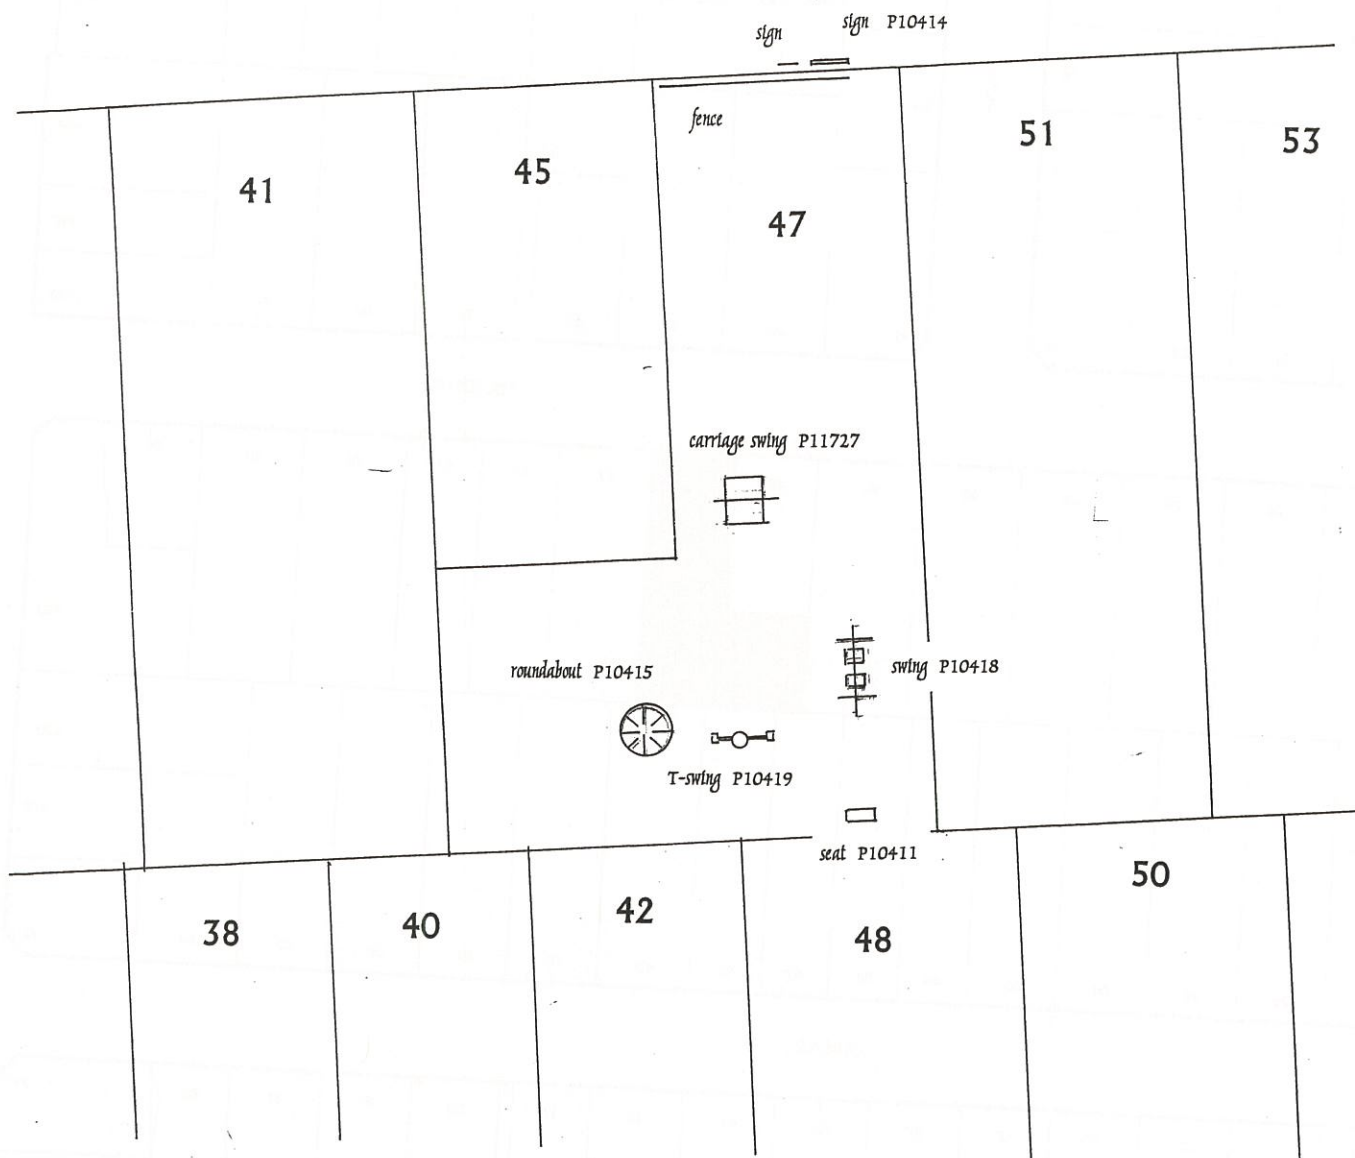 sign
sign P10414
fence
41
45
47
51
53
carriage swing P11727
roundabout P10415
swing P10418
T-swing P10419
seat P10411
38
40
42
48
50